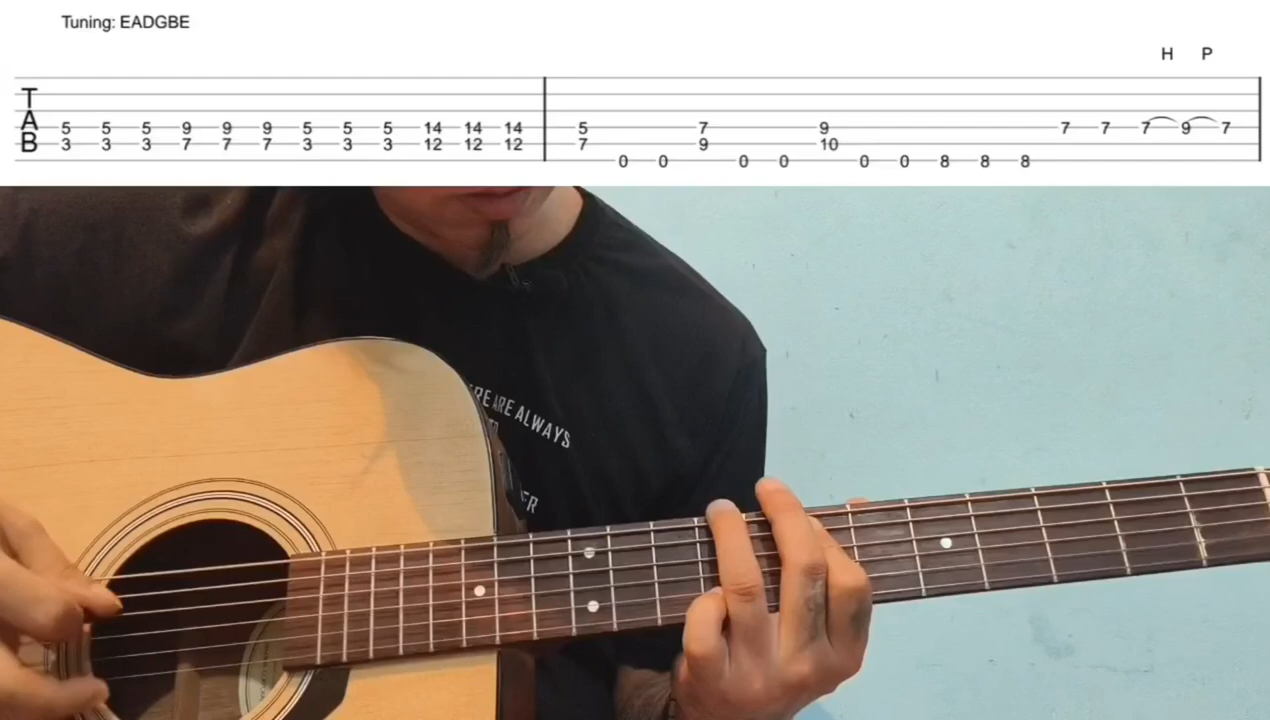 Tuning: EADGBE
H P
T
A 5 5 5 9 9 9 5 5 5 14 14 14 5 7 9 7 7 7 9 7
B 3 3 3 7 7 7 3 3 3 12 12 12 7 9 10
0 0 0 0 0 0 8 8 8
RE ARE ALWAYS
ER